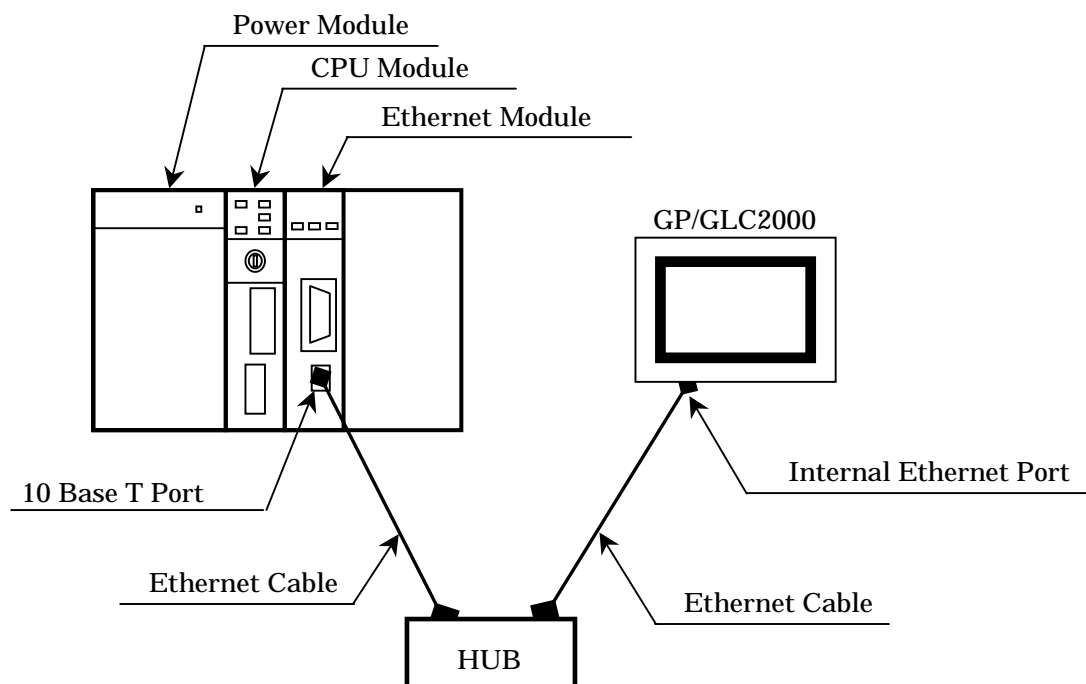 Power Module
CPU Module
Ethernet Module
GP/GLC2000
10 Base T Port
Internal Ethernet Port
Ethernet Cable
Ethernet Cable
HUB